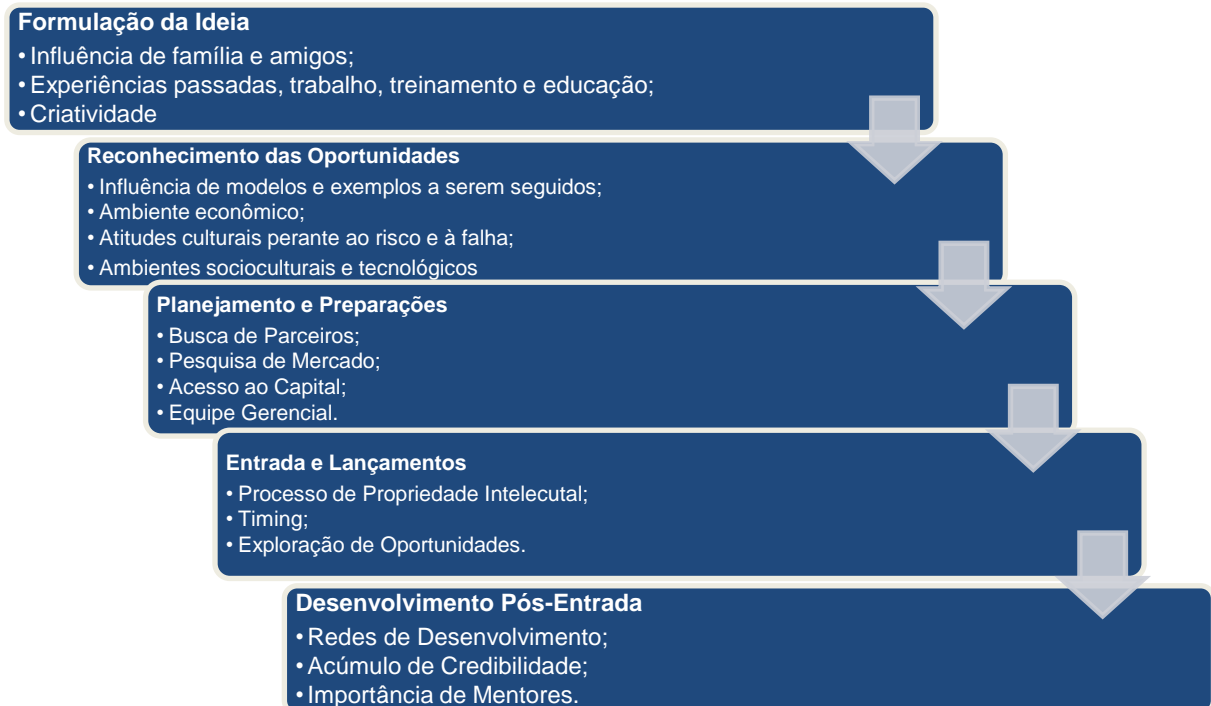 Formulação da Ideia
• Influência de família e amigos;
• Experiências passadas, trabalho, treinamento e educação;
• Criatividade
Reconhecimento das Oportunidades
• Influência de modelos e exemplos a serem seguidos;
• Ambiente econômico;
• Atitudes culturais perante ao risco e à falha;
• Ambientes socioculturais e tecnológicos
Planejamento e Preparações
• Busca de Parceiros;
• Pesquisa de Mercado;
• Acesso ao Capital;
• Equipe Gerencial.
Entrada e Lançamentos
• Processo de Propriedade Intelecutal;
• Timing;
• Exploração de Oportunidades.
Desenvolvimento Pós-Entrada
• Redes de Desenvolvimento;
• Acúmulo de Credibilidade;
• Importância de Mentores.